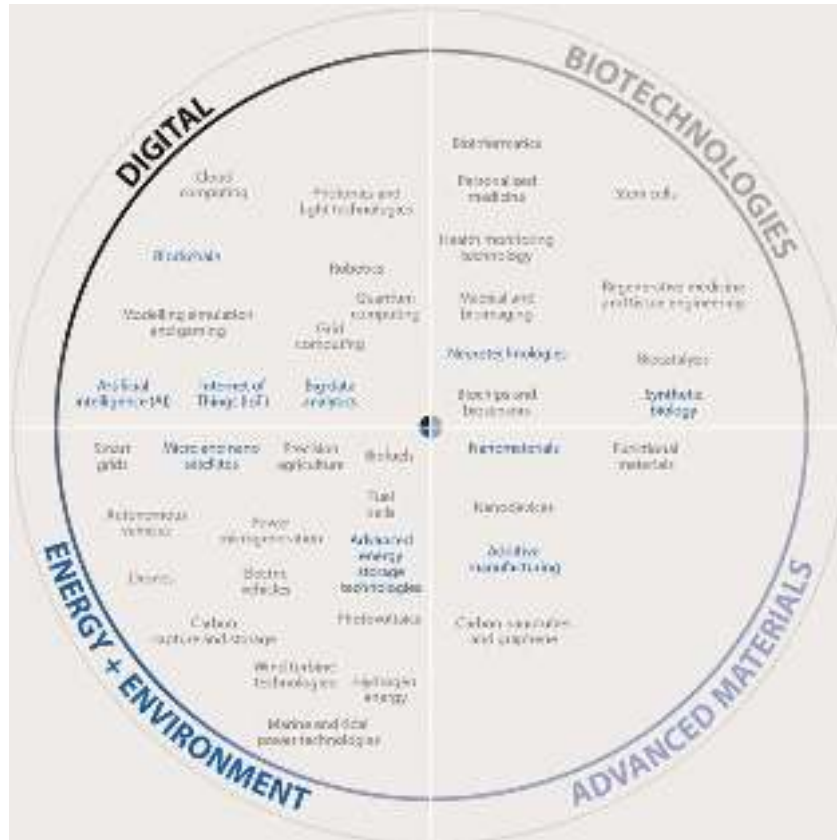 DIGITAL
Cloud
computing
Photonics and
light technologies
Blockchain
Robotics
Quantum
computing
Modelling simulation
and gaming
Grid
computing
Artificial
intelligence (AI)
Internet of
Things (IoT)
Big data
analytics
BIOTECHNOLOGIES
Bioinformatics
Personalised
medicine
Stem cells
Health monitoring
technology
Medical and
bioimaging
Regenerative medicine
and tissue engineering
Neurotechnologies
Biocatalysis
Biochips and
biosensors
Synthetic
biology
ENERGY + ENVIRONMENT
Smart
grids
Micro and nano
satellites
Precision
agriculture
Biofuels
Fuel
cells
Autonomous
vehicles
Power
microgeneration
Advanced
energy
storage
technologies
Drones
Electric
vehicles
Carbon
capture and storage
Photovoltaics
Wind turbine
technologies
Hydrogen
energy
Marine and tidal
power technologies
ADVANCED MATERIALS
Nanomaterials
Functional
materials
Nanodevices
Additive
manufacturing
Carbon nanotubes
and graphene